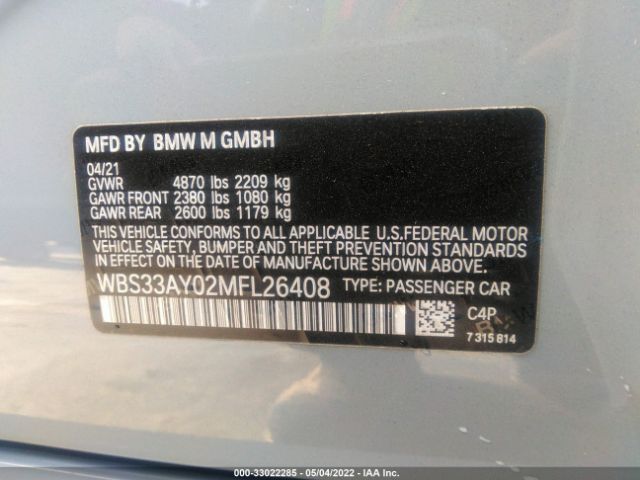 MFD BY BMW M GMBH
04/21
GVWR 4870 lbs 2209 kg
GAWR FRONT 2380 lbs 1080 kg
GAWR REAR 2600 lbs 1179 kg
THIS VEHICLE CONFORMS TO ALL APPLICABLE U.S.FEDERAL MOTOR
VEHICLE SAFETY, BUMPER AND THEFT PREVENTION STANDARDS
IN EFFECT ON THE DATE OF MANUFACTURE SHOWN ABOVE.
WBS33AY02MFL26408 TYPE: PASSENGER CAR
C4P
7 315 814
000-33022285 - 05/04/2022 - IAA Inc.